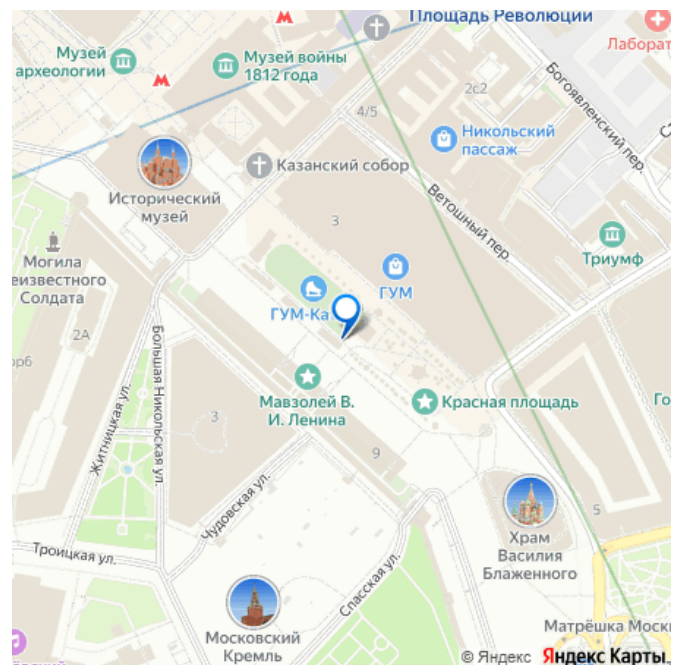 Площадь Революции
Музей
археологии
Музей войны
1812 года
Лаборат
2с2
4/5
Богоявленский пер.
Никольский
пассаж
Казанский собор
Исторический
музей
3
Ветошный пер.
Триумф
Могила
еизвестного
Солдата
ГУМ
ГУМ-Ка
2А
Большая Никольская ул.
Житницкая ул.
Мавзолей В.
И. Ленина
Красная площадь
Го
3
9
Чудовская ул.
5
Храм
Василия
Блаженного
Троицкая ул.
Спасская ул.
Московский
Кремль
Матрёшка Моск
© Яндекс Яндекс Карты